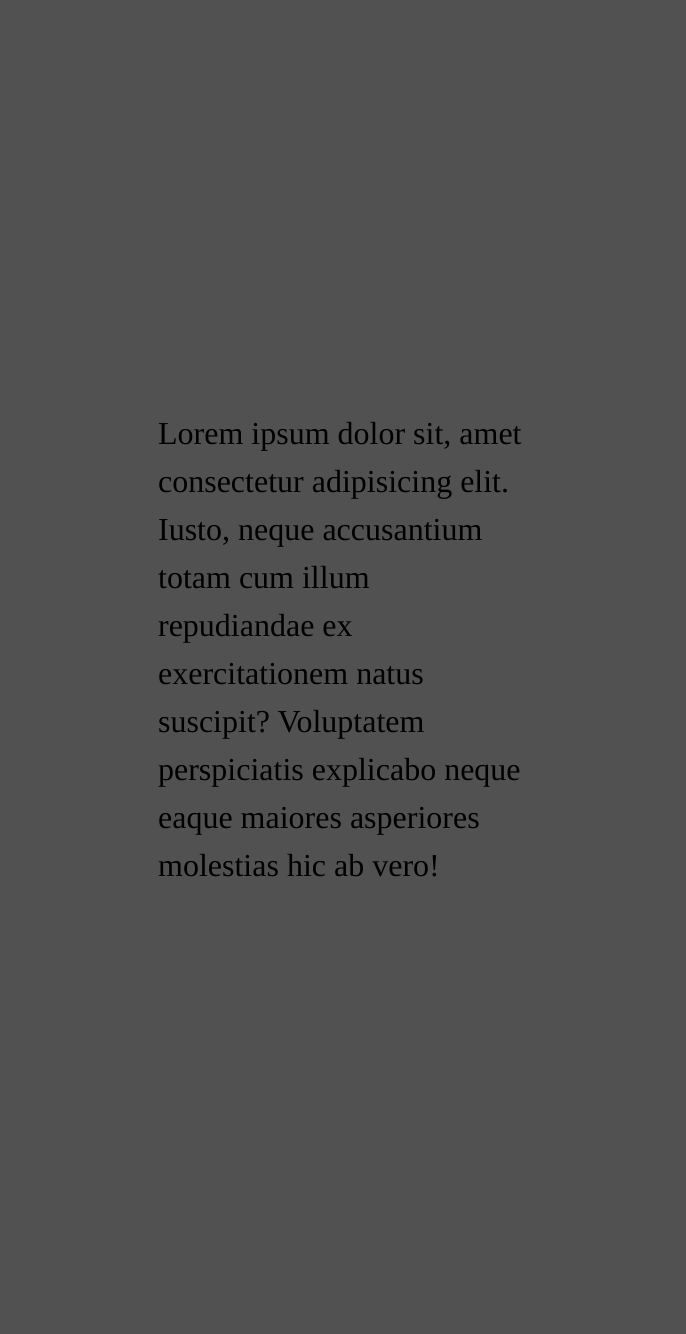 Lorem ipsum dolor sit, amet
consectetur adipisicing elit.
Iusto, neque accusantium
totam cum illum
repudiandae ex
exercitationem natus
suscipit? Voluptatem
perspiciatis explicabo neque
eaque maiores asperiores
molestias hic ab vero!